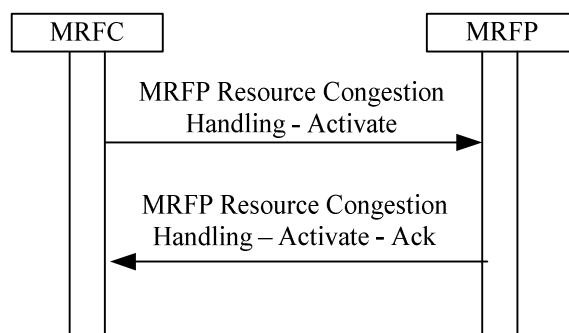 MRFC
MRFP
MRFP Resource Congestion
Handling - Activate
MRFP Resource Congestion
Handling – Activate - Ack